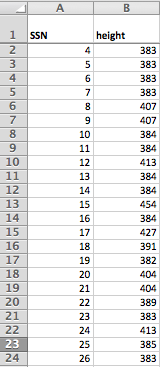 A B
1 SSN height
2 4 383
3 5 383
4 6 383
5 7 383
6 8 407
7 9 407
8 10 384
9 11 384
10 12 413
11 13 384
12 14 384
13 15 454
14 16 384
15 17 427
16 18 391
17 19 382
18 20 404
19 21 404
20 22 389
21 23 383
22 24 413
23 25 385
24 26 383